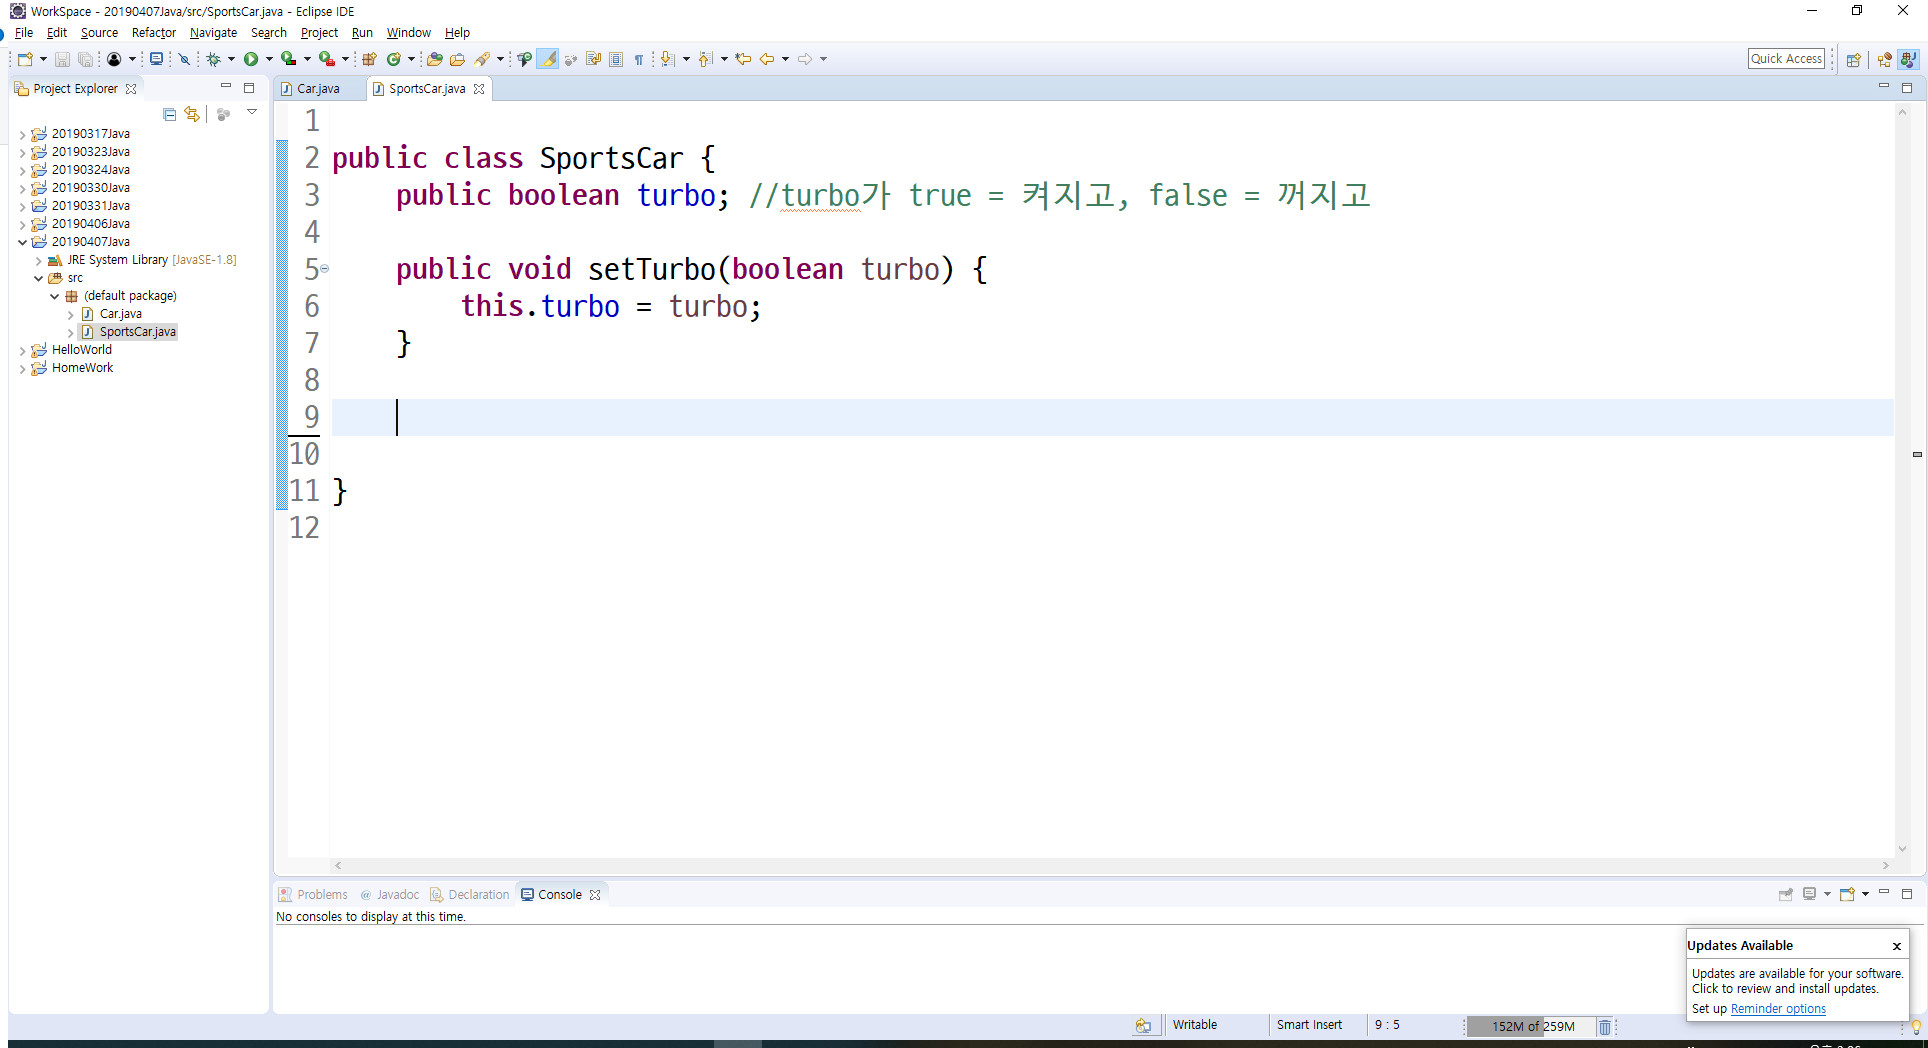 WorkSpace - 20190407Java/src/SportsCar.java - Eclipse IDE
File Edit Source Refactor Navigate Search Project Run Window Help
Quick Access
Project Explorer
Car.java
SportsCar.java
20190317Java
20190323Java
20190324Java
20190330Java
20190331Java
20190406Java
20190407Java
JRE System Library [JavaSE-1.8]
src
(default package)
Car.java
SportsCar.java
HelloWorld
HomeWork
1
2 public class SportsCar {
3 public boolean turbo; //turbo가 true = 켜지고, false = 꺼지고
4
5 public void setTurbo(boolean turbo) {
6 this.turbo = turbo;
7 }
8
9
10
11 }
12
Problems @ Javadoc Declaration Console
No consoles to display at this time.
Updates Available x
Updates are available for your software.
Click to review and install updates.
Set up Reminder options
Writable Smart Insert 9 : 5 152M of 259M